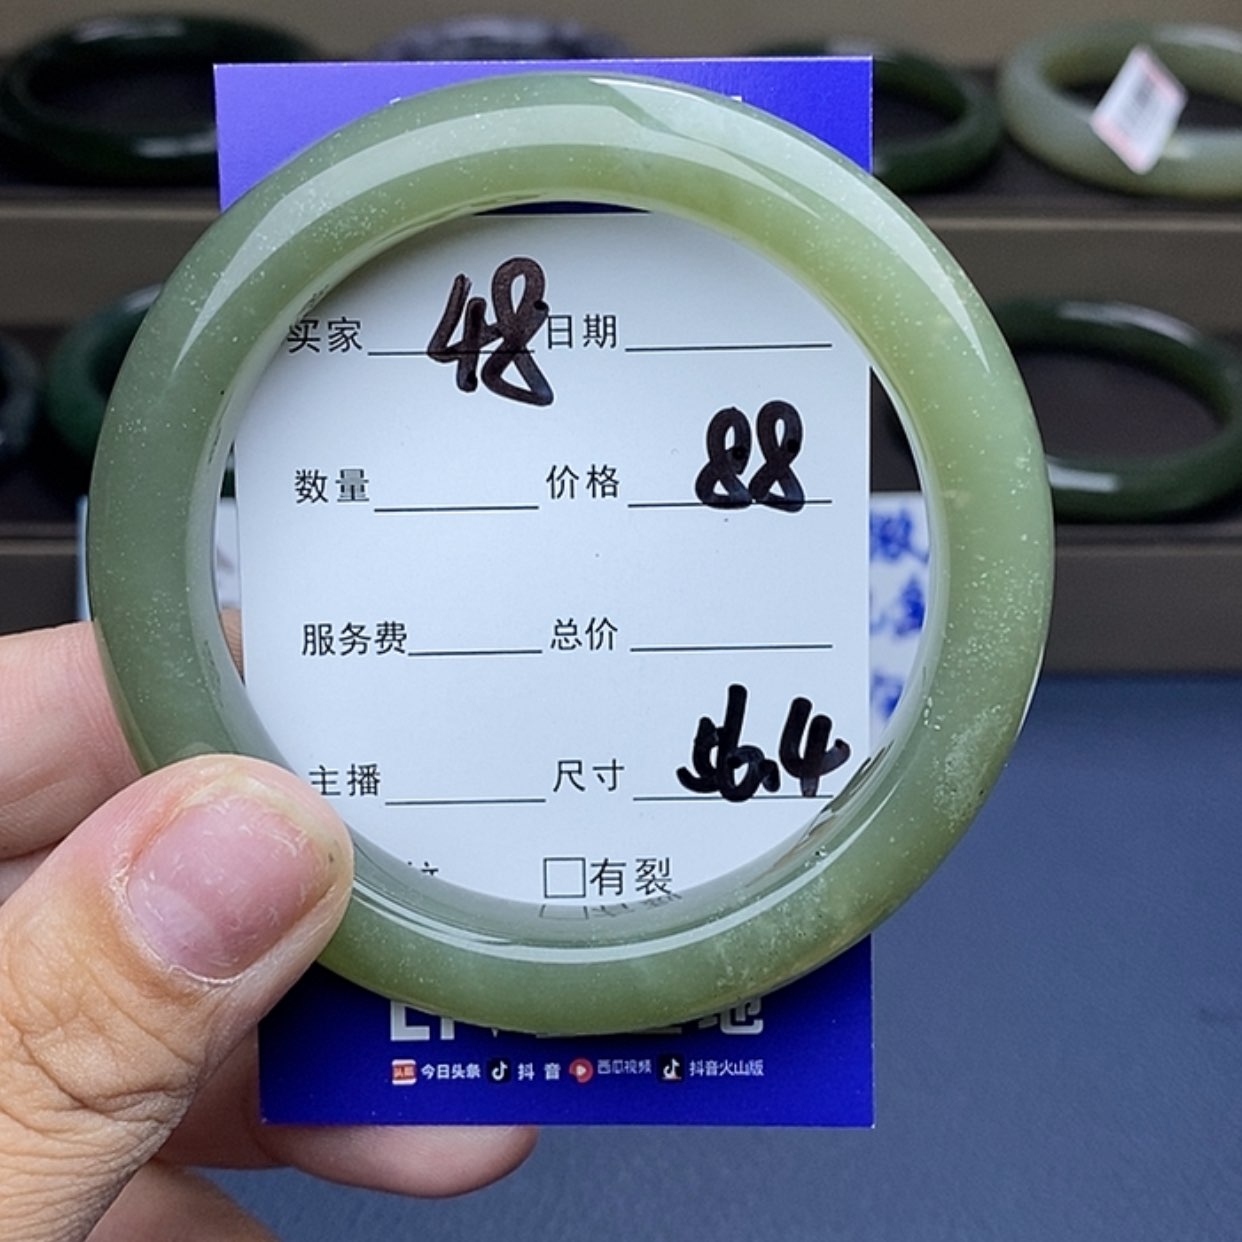 买家 48 日期
数量 价格 88
服务费 总价
主播 尺寸 56.4
□有裂
今日头条 抖音 西瓜视频 抖音火山版